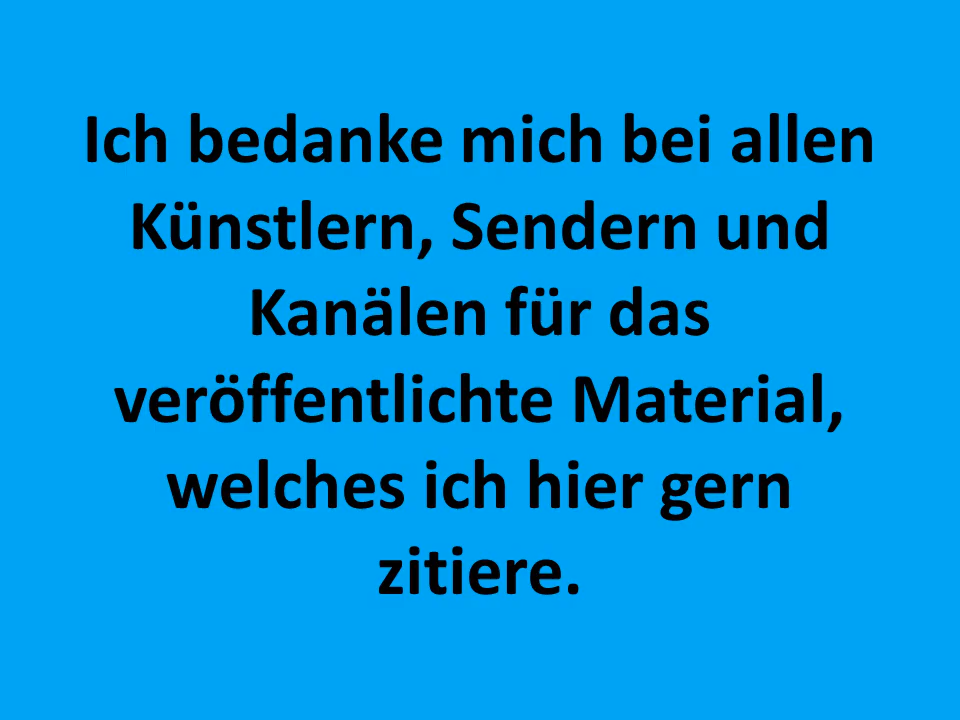 Ich bedanke mich bei allen
Künstlern, Sendern und
Kanälen für das
veröffentlichte Material,
welches ich hier gern
zitiere.